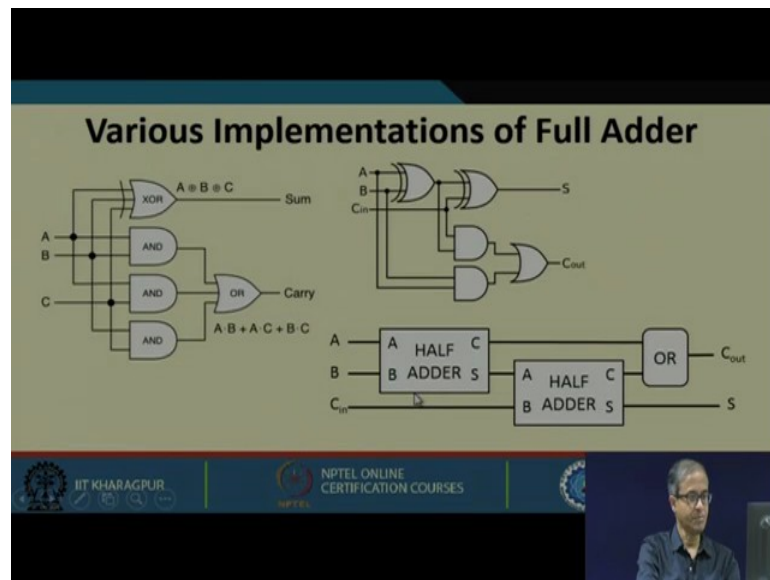 Various Implementations of Full Adder
XOR
A ⊕ B ⊕ C
Sum
A
B
C
AND
AND
AND
OR
Carry
A·B + A·C + B·C
A
B
Cin
S
Cout
A
B
Cin
A HALF C
B ADDER S
A HALF C
B ADDER S
OR
Cout
S
IIT KHARAGPUR
NPTEL
NPTEL ONLINE
CERTIFICATION COURSES